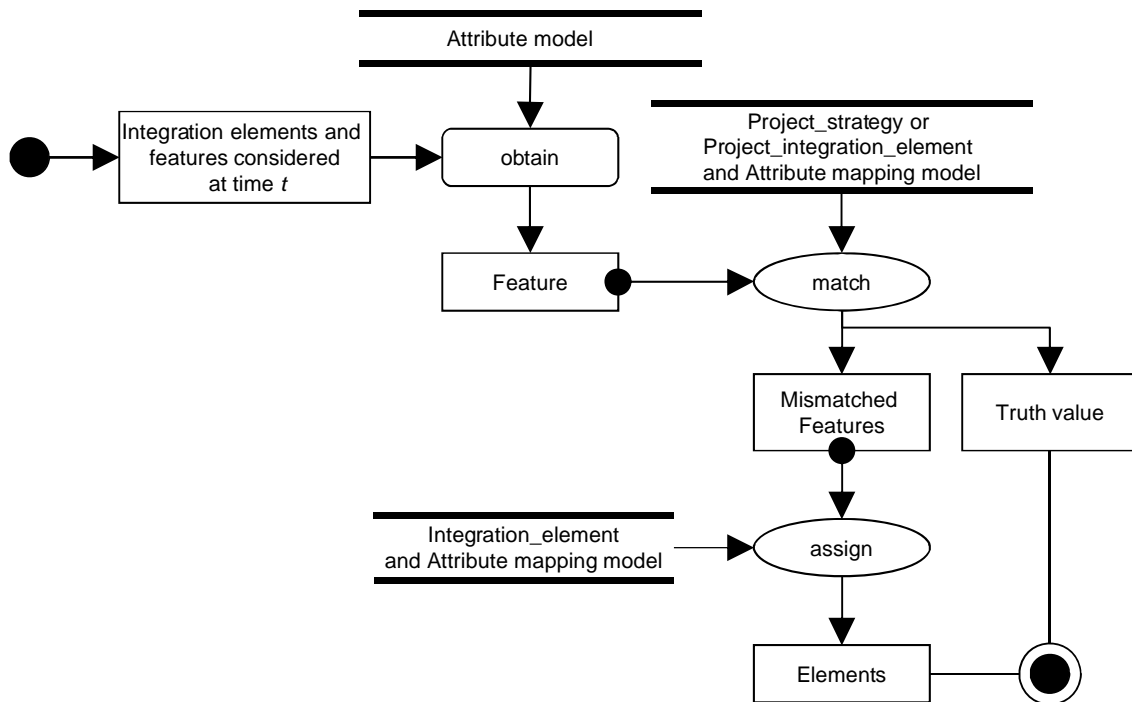 Attribute model
Integration elements and
features considered
at time t
obtain
Project_strategy or
Project_integration_element
and Attribute mapping model
Feature
match
Mismatched
Features
Truth value
Integration_element
and Attribute mapping model
assign
Elements